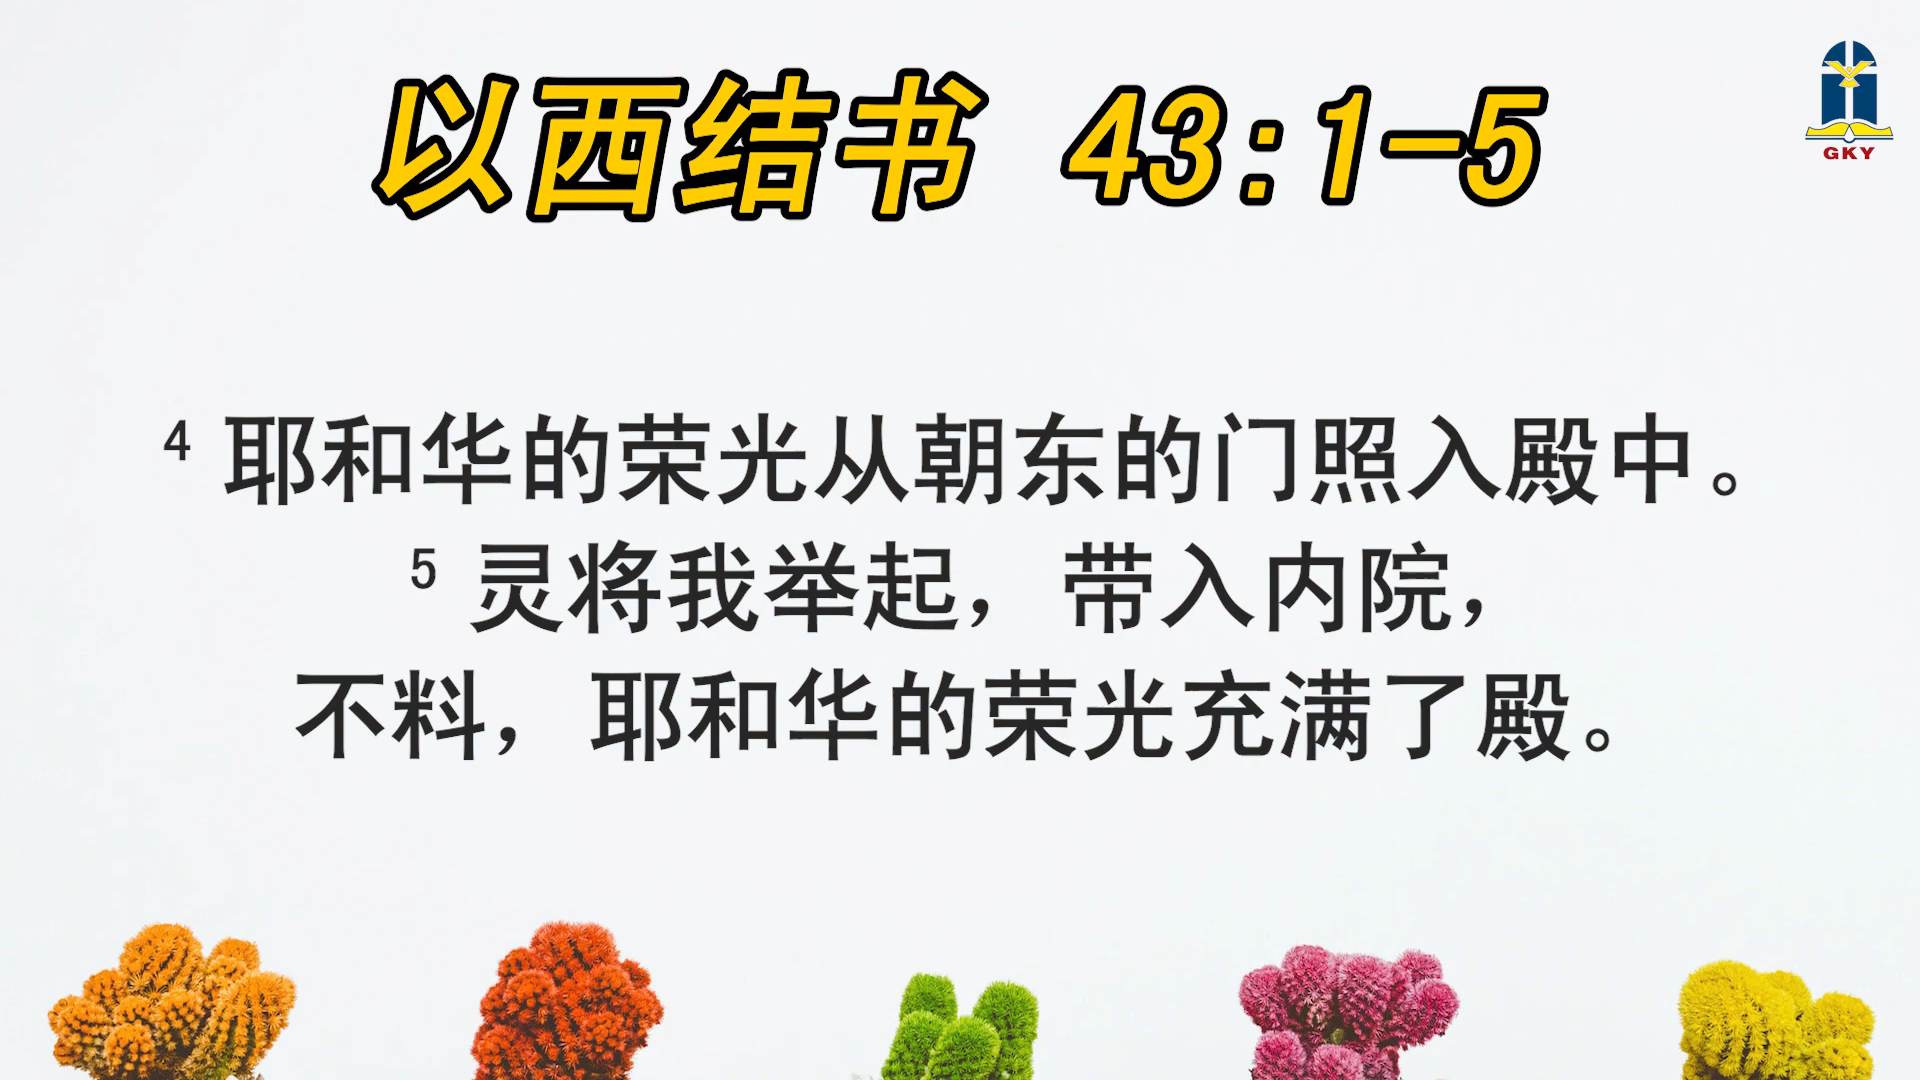 以西结书 43:1-5
GKY
4 耶和华的荣光从朝东的门照入殿中。
5 灵将我举起，带入内院，
不料，耶和华的荣光充满了殿。